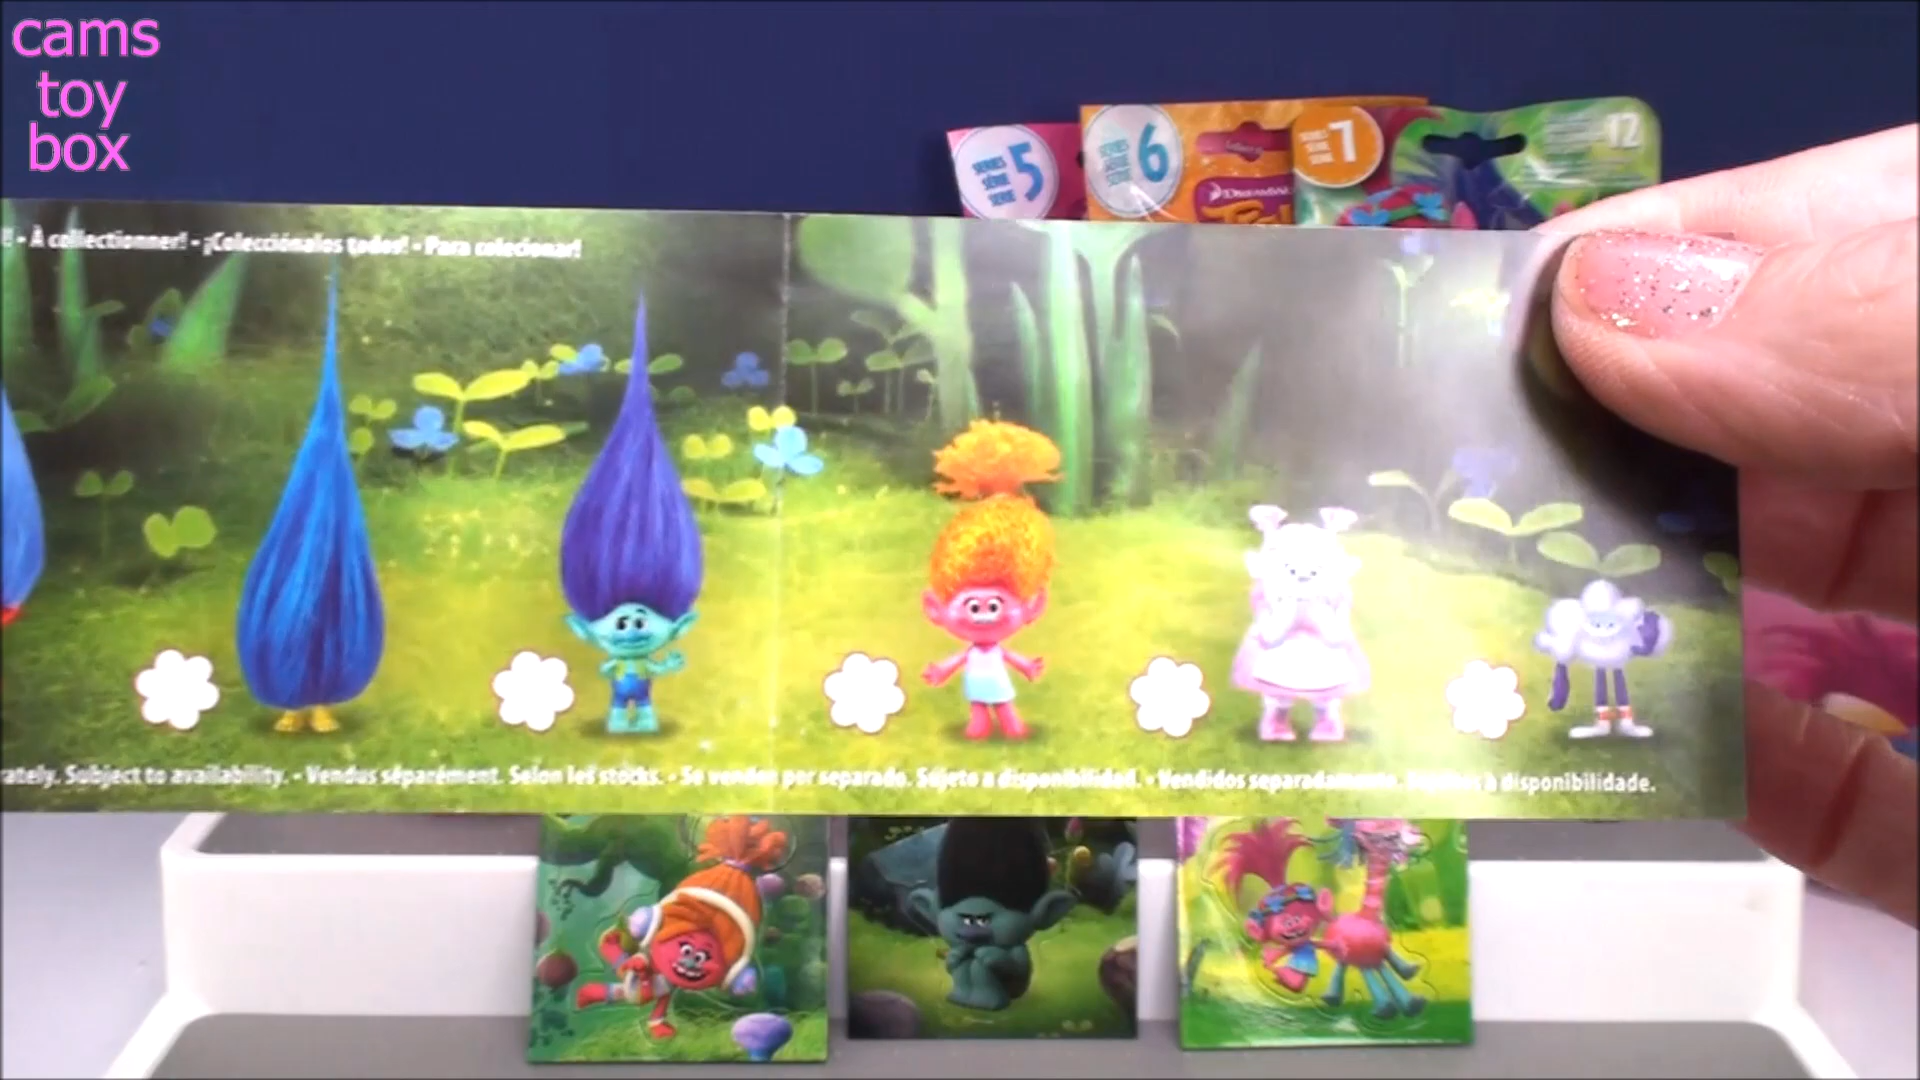 cams
toy
box
SERIES
SÉRIE
SERIE
5
SERIES
SÉRIE
SERIE
6
DREAMWORKS
SERIES
SÉRIE
SERIE
7
12
! - À collectionner! - ¡Colecciónalos todos! - Para colecionar!
rately. Subject to availability. - Vendus séparément. Selon les stocks. - Se venden por separado. Sujeto a disponibilidad. - Vendidos separadamente. à disponibilidade.